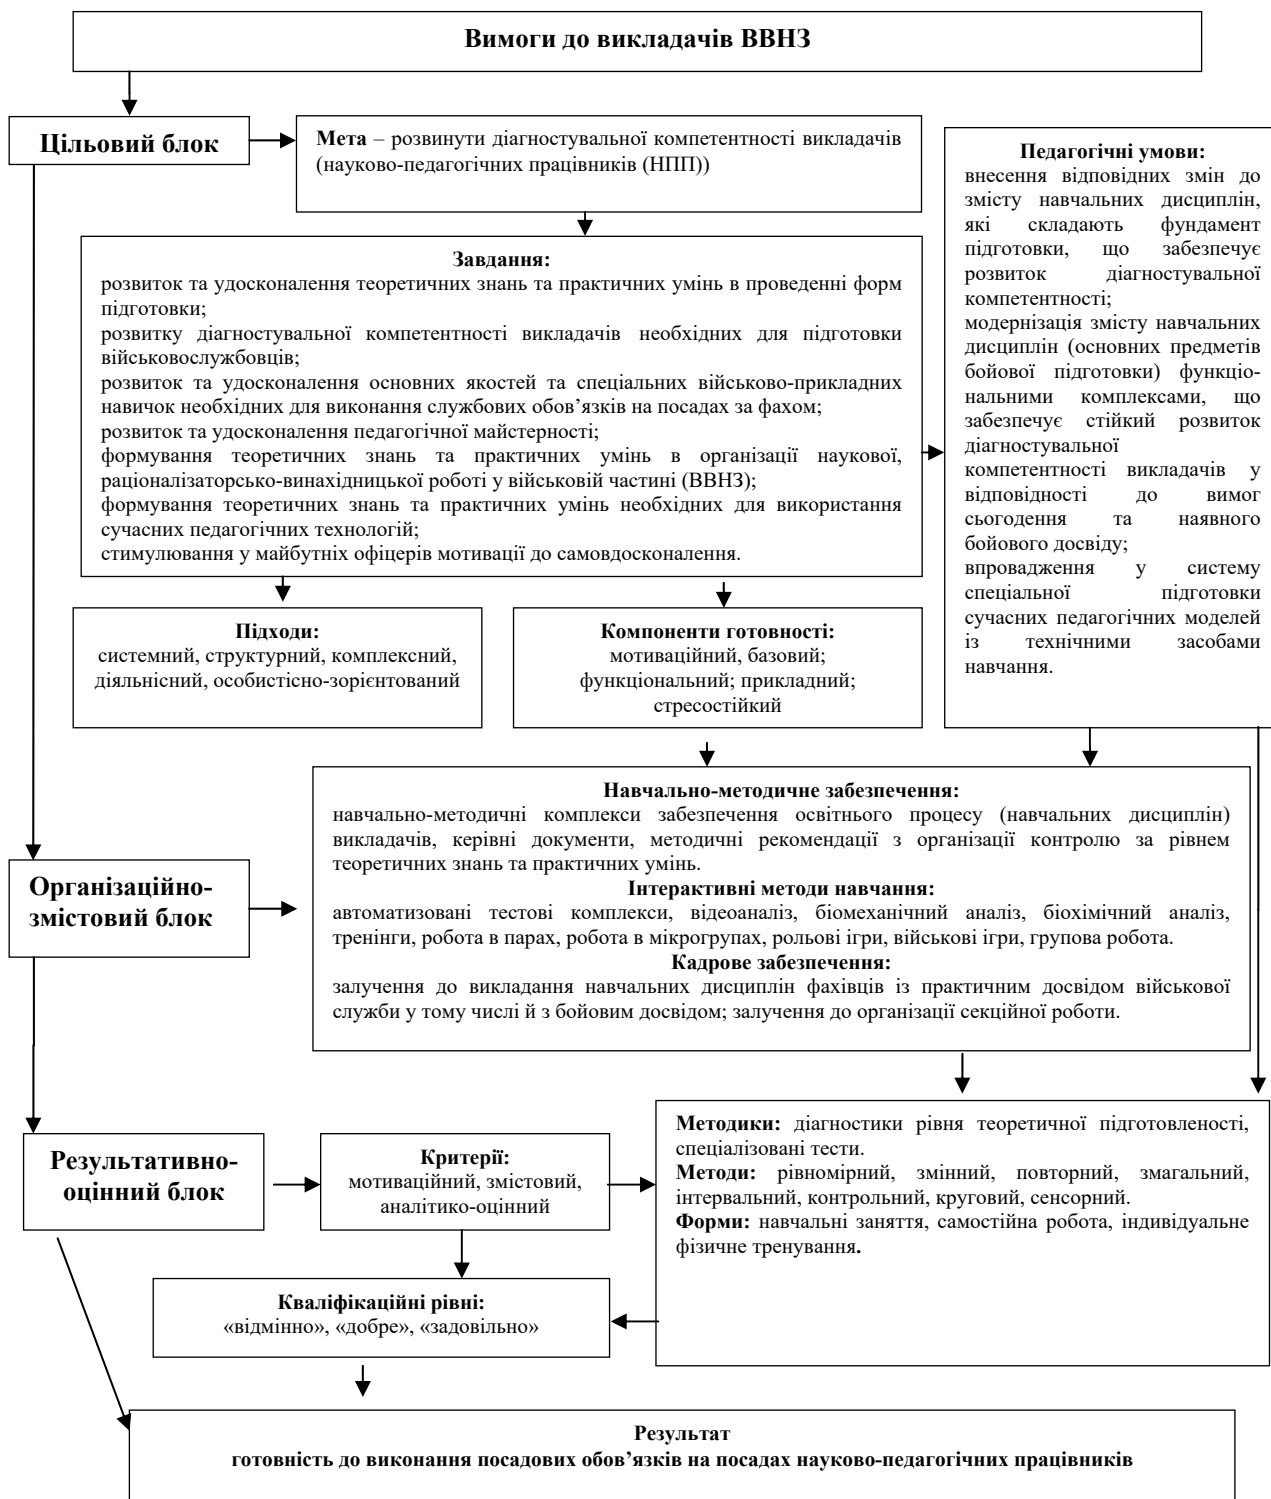 Вимоги до викладачів ВВНЗ
Цільовий блок
Мета – розвинути діагностувальної компетентності викладачів
(науково-педагогічних працівників (НПП))
Завдання:
розвиток та удосконалення теоретичних знань та практичних умінь в проведенні форм
підготовки;
розвитку діагностувальної компетентності викладачів необхідних для підготовки
військовослужбовців;
розвиток та удосконалення основних якостей та спеціальних військово-прикладних
навичок необхідних для виконання службових обов’язків на посадах за фахом;
розвиток та удосконалення педагогічної майстерності;
формування теоретичних знань та практичних умінь в організації наукової,
раціоналізаторсько-винахідницької роботі у військовій частині (ВВНЗ);
формування теоретичних знань та практичних умінь необхідних для використання
сучасних педагогічних технологій;
стимулювання у майбутніх офіцерів мотивації до самовдосконалення.
Педагогічні умови:
внесення відповідних змін до
змісту навчальних дисциплін,
які складають фундамент
підготовки, що забезпечує
розвиток діагностувальної
компетентності;
модернізація змісту навчальних
дисциплін (основних предметів
бойової підготовки) функціо-
нальними комплексами, що
забезпечує стійкий розвиток
діагностувальної
компетентності викладачів у
відповідності до вимог
сьогодення та наявного
бойового досвіду;
впровадження у систему
спеціальної підготовки
сучасних педагогічних моделей
із технічними засобами
навчання.
Підходи:
системний, структурний, комплексний,
діяльнісний, особистісно-зорієнтований
Компоненти готовності:
мотиваційний, базовий;
функціональний; прикладний;
стресостійкий
Організаційно-
змістовий блок
Навчально-методичне забезпечення:
навчально-методичні комплекси забезпечення освітнього процесу (навчальних дисциплін)
викладачів, керівні документи, методичні рекомендації з організації контролю за рівнем
теоретичних знань та практичних умінь.
Інтерактивні методи навчання:
автоматизовані тестові комплекси, відеоаналіз, біомеханічний аналіз, біохімічний аналіз,
тренінги, робота в парах, робота в мікрогрупах, рольові ігри, військові ігри, групова робота.
Кадрове забезпечення:
залучення до викладання навчальних дисциплін фахівців із практичним досвідом військової
служби у тому числі й з бойовим досвідом; залучення до організації секційної роботи.
Результативно-
оцінний блок
Критерії:
мотиваційний, змістовий,
аналітико-оцінний
Методики: діагностики рівня теоретичної підготовленості,
спеціалізовані тести.
Методи: рівномірний, змінний, повторний, змагальний,
інтервальний, контрольний, круговий, сенсорний.
Форми: навчальні заняття, самостійна робота, індивідуальне
фізичне тренування.
Кваліфікаційні рівні:
«відмінно», «добре», «задовільно»
Результат
готовність до виконання посадових обов’язків на посадах науково-педагогічних працівників